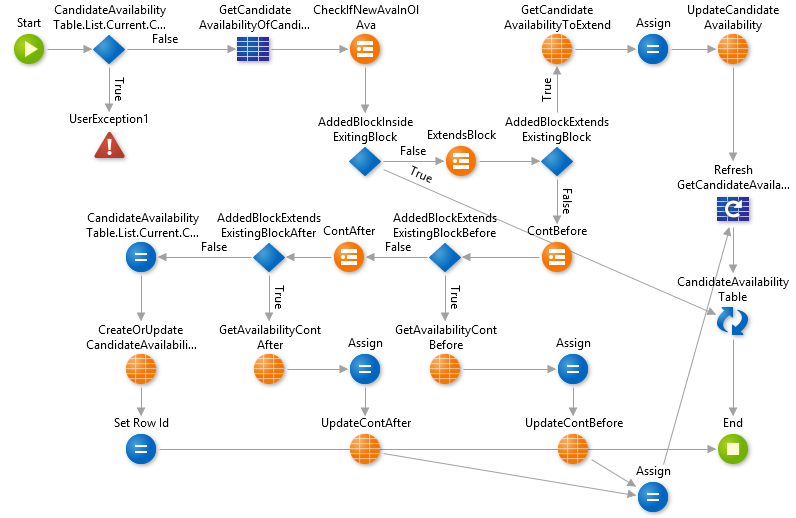 Start
CandidateAvailability
Table.List.Current.C...
False
True
UserException1
GetCandidate
AvailabilityOfCandi...
CheckIfNewAvaInOl
Ava
GetCandidate
AvailabilityToExtend
Assign
UpdateCandidate
Availability
True
AddedBlockInside
ExitingBlock
False
True
ExtendsBlock
AddedBlockExtends
ExistingBlock
False
Refresh
GetCandidateAvaila...
CandidateAvailability
Table.List.Current.C...
False
AddedBlockExtends
ExistingBlockAfter
ContAfter
False
AddedBlockExtends
ExistingBlockBefore
ContBefore
True
True
CandidateAvailability
Table
CreateOrUpdate
CandidateAvailabili...
GetAvailabilityCont
After
Assign
GetAvailabilityCont
Before
Assign
Set Row Id
UpdateContAfter
UpdateContBefore
End
Assign